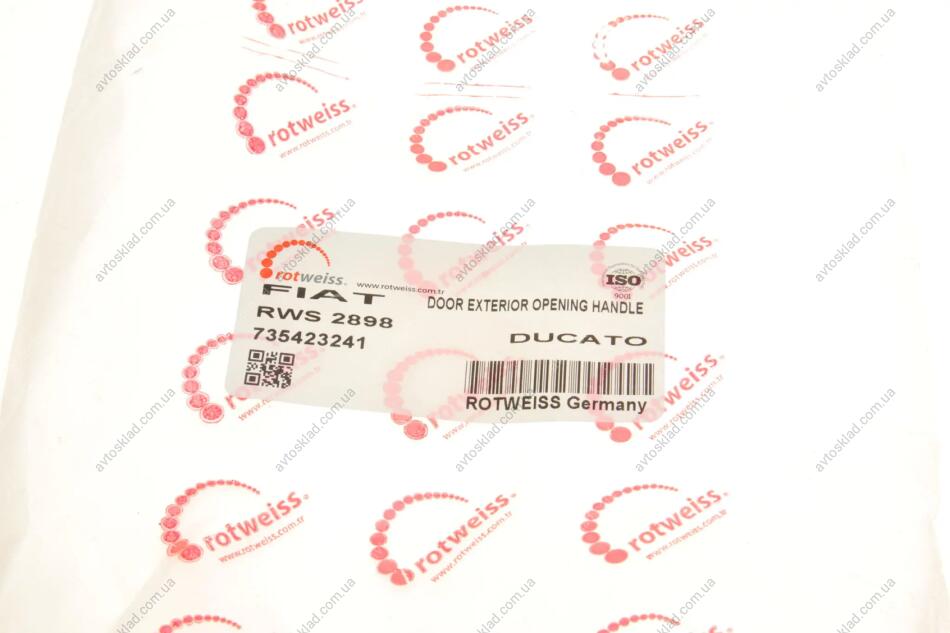 rotweiss®
www.rotweiss.com.tr
FIAT
RWS 2898
735423241
DOOR EXTERIOR OPENING HANDLE
ISO
9001
DUCATO
ROTWEISS Germany
rotweiss®
www.rotweiss.com.tr
avtosklad.com.ua